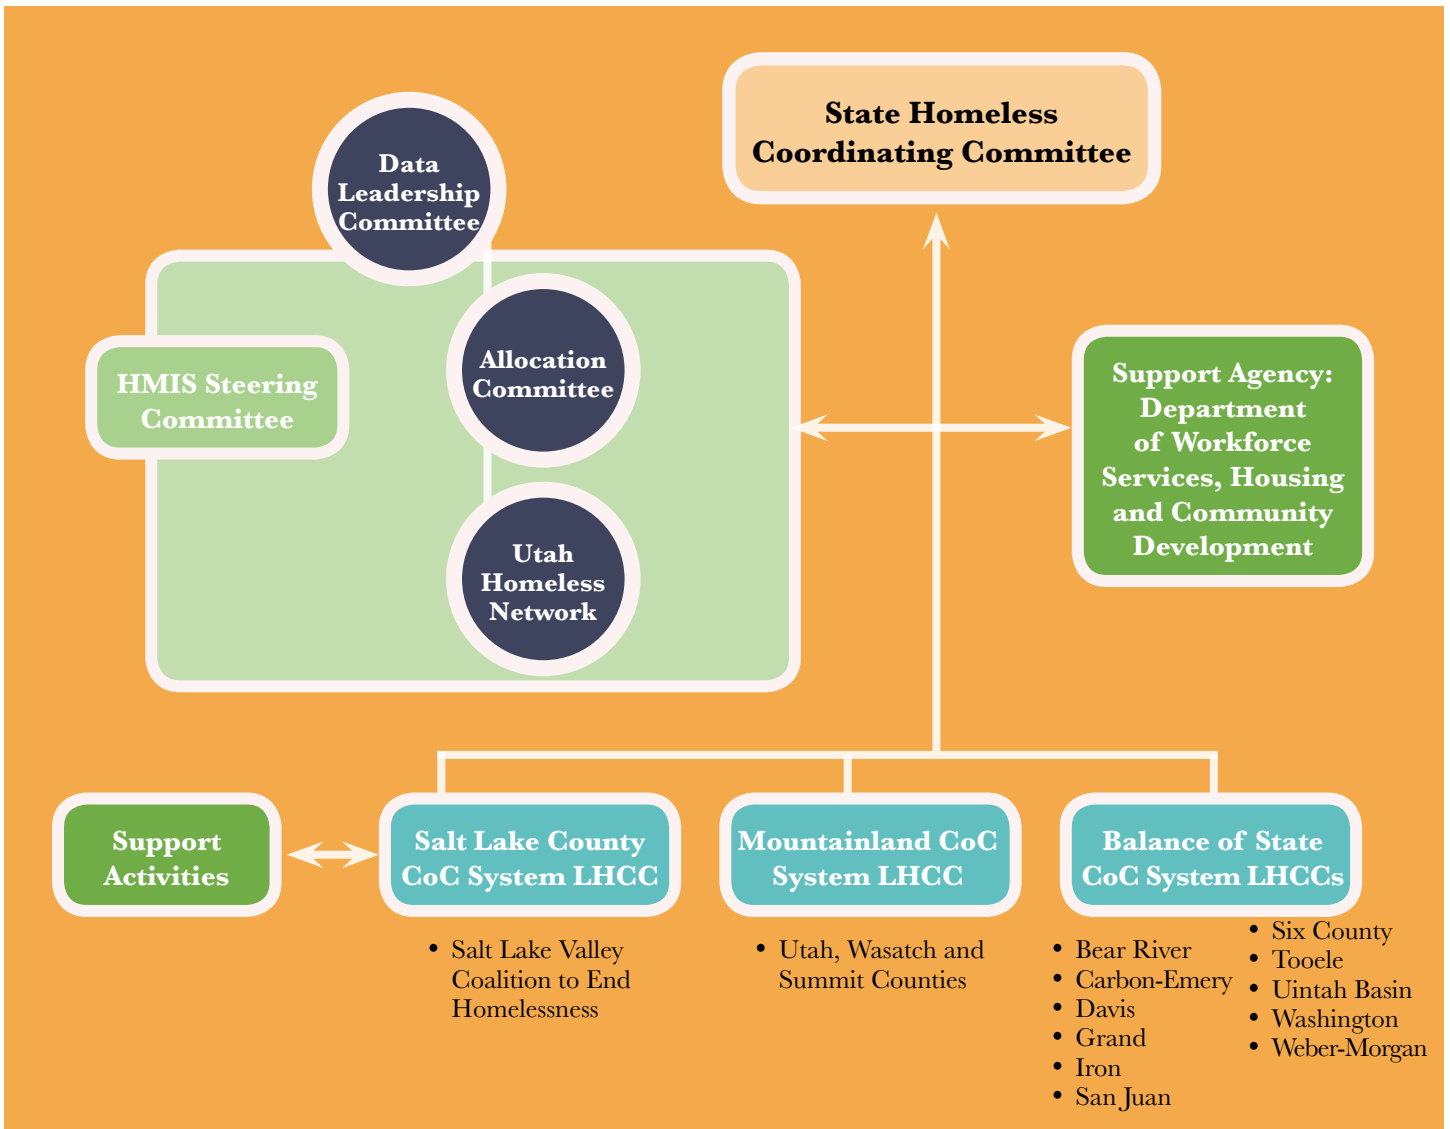 State Homeless
Coordinating Committee
Data
Leadership
Committee
Allocation
Committee
HMIS Steering
Committee
Utah
Homeless
Network
Support Agency:
Department
of Workforce
Services, Housing
and Community
Development
Support
Activities
Salt Lake County
CoC System LHCC
Mountainland CoC
System LHCC
Balance of State
CoC System LHCCs
• Salt Lake Valley
Coalition to End
Homelessness
• Utah, Wasatch and
Summit Counties
• Bear River
• Carbon-Emery
• Davis
• Grand
• Iron
• San Juan
• Six County
• Tooele
• Uintah Basin
• Washington
• Weber-Morgan